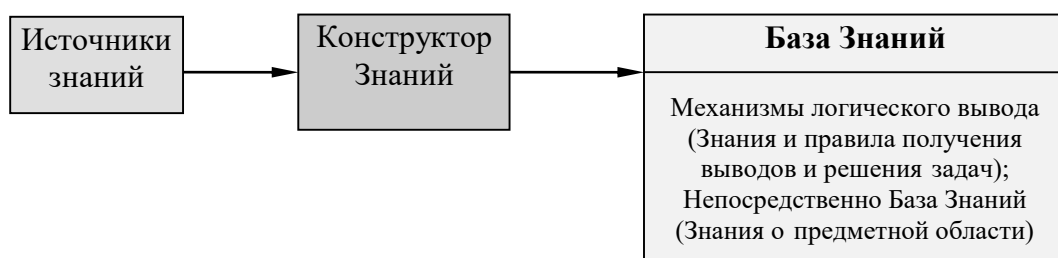 Источники
знаний
Конструктор
Знаний
База Знаний
Механизмы логического вывода
(Знания и правила получения
выводов и решения задач);
Непосредственно База Знаний
(Знания о предметной области)